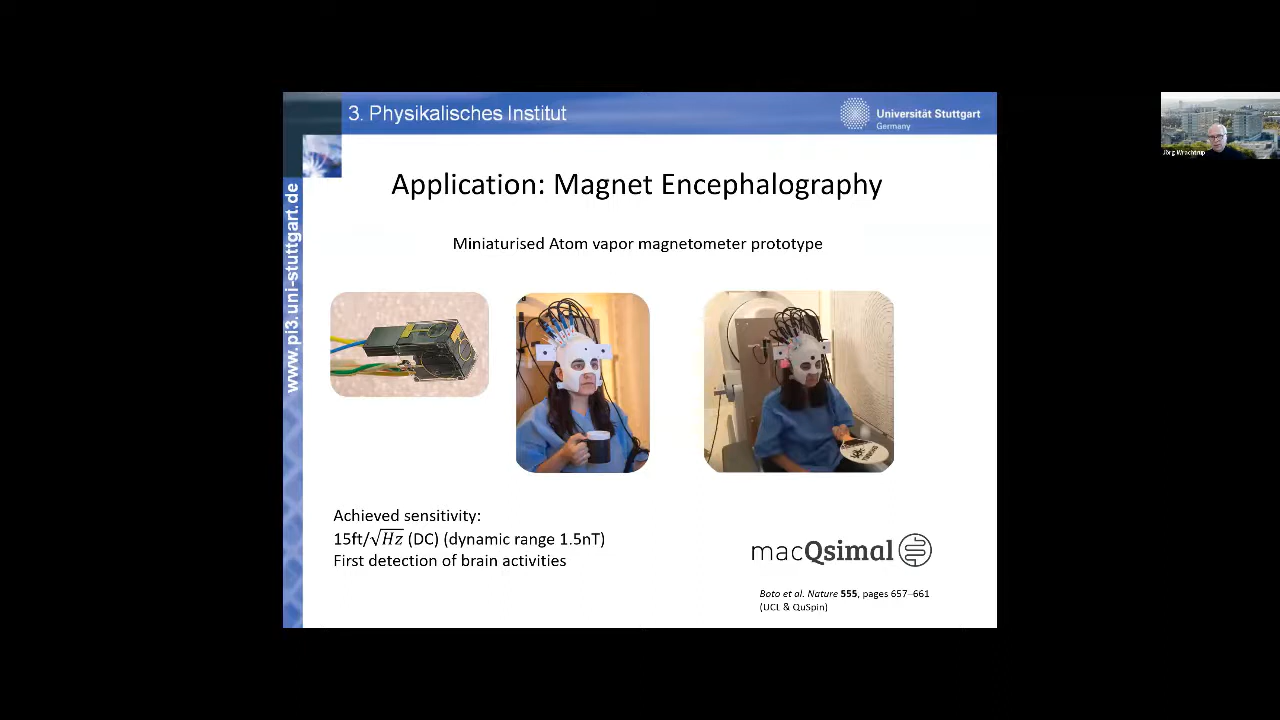 3. Physikalisches Institut
Universität Stuttgart
Germany
www.pi3.uni-stuttgart.de
Jörg Wrachtrup
Application: Magnet Encephalography
Miniaturised Atom vapor magnetometer prototype
Achieved sensitivity:
15ft/√Hz (DC) (dynamic range 1.5nT)
First detection of brain activities
macQsimal
Boto et al. Nature 555, pages 657–661
(UCL & QuSpin)